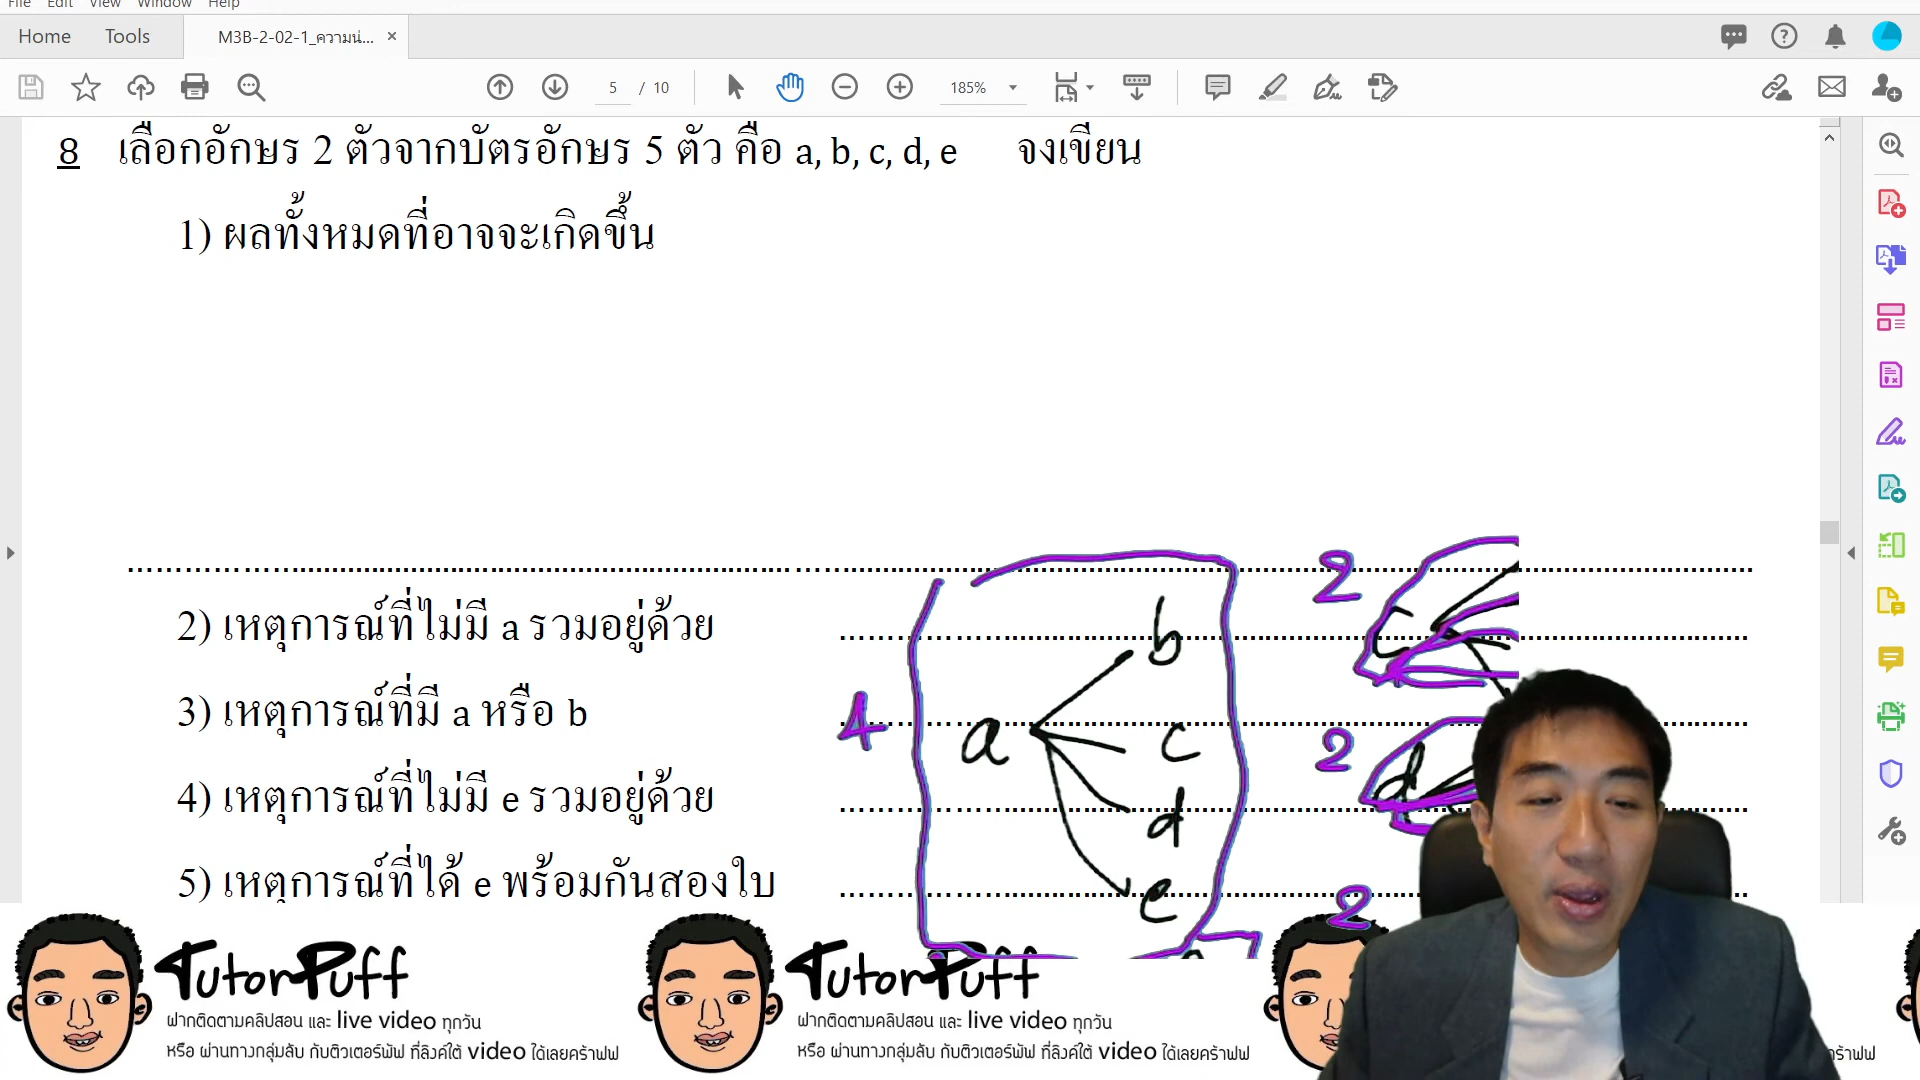 File Edit View Window Help
Home Tools M3B-2-02-1_ความน่...
5 / 10 185%
8 เลือกอักษร 2 ตัวจากบัตรอักษร 5 ตัว คือ a, b, c, d, e จงเขียน
1) ผลทั้งหมดที่อาจจะเกิดขึ้น
2) เหตุการณ์ที่ไม่มี a รวมอยู่ด้วย
3) เหตุการณ์ที่มี a หรือ b
4) เหตุการณ์ที่ไม่มี e รวมอยู่ด้วย
5) เหตุการณ์ที่ได้ e พร้อมกันสองใบ
4
a
b
c
d
e
2
c
2
d
2
TutorPuff
ฝากติดตามคลิปสอน และ live video ทุกวัน
หรือ ผ่านทางกลุ่มลับ กับติวเตอร์พัฟ ที่ลิงค์ใต้ video ได้เลยคร้าฟฟ
TutorPuff
ฝากติดตามคลิปสอน และ live video ทุกวัน
หรือ ผ่านทางกลุ่มลับ กับติวเตอร์พัฟ ที่ลิงค์ใต้ video ได้เลยคร้าฟฟ